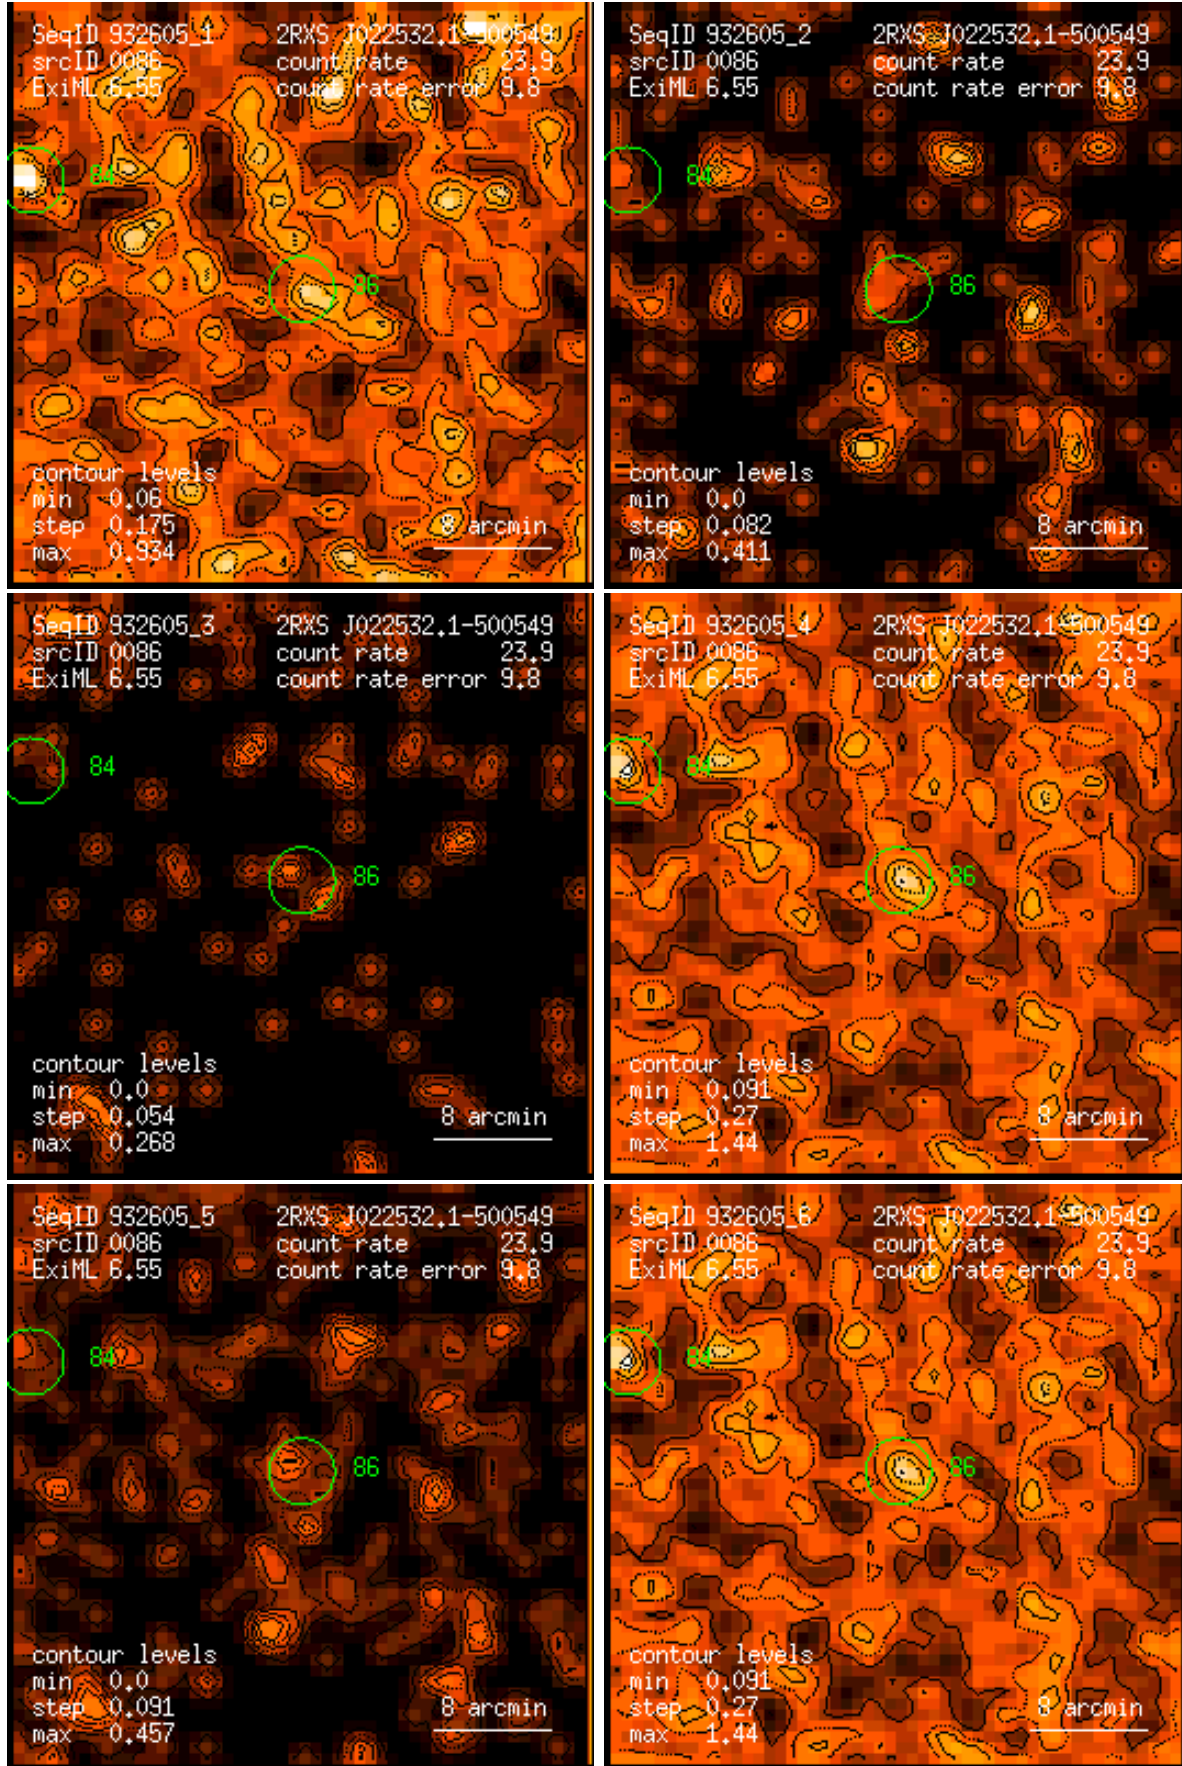 SeqID 932605_1 2RXS J022532.1-500549
srcID 0086 count rate 23.9
ExiML 6.55 count rate error 9.8
84
86
contour levels
min 0.06
step 0.175
max 0.934
8 arcmin
SeqID 932605_2 2RXS J022532.1-500549
srcID 0086 count rate 23.9
ExiML 6.55 count rate error 9.8
84
86
contour levels
min 0.0
step 0.082
max 0.411
8 arcmin
SeqID 932605_3 2RXS J022532.1-500549
srcID 0086 count rate 23.9
ExiML 6.55 count rate error 9.8
84
86
contour levels
min 0.0
step 0.054
max 0.268
8 arcmin
SeqID 932605_4 2RXS J022532.1-500549
srcID 0086 count rate 23.9
ExiML 6.55 count rate error 9.8
84
86
contour levels
min 0.091
step 0.27
max 1.44
8 arcmin
SeqID 932605_5 2RXS J022532.1-500549
srcID 0086 count rate 23.9
ExiML 6.55 count rate error 9.8
84
86
contour levels
min 0.0
step 0.091
max 0.457
8 arcmin
SeqID 932605_6 2RXS J022532.1-500549
srcID 0086 count rate 23.9
ExiML 6.55 count rate error 9.8
84
86
contour levels
min 0.091
step 0.27
max 1.44
8 arcmin